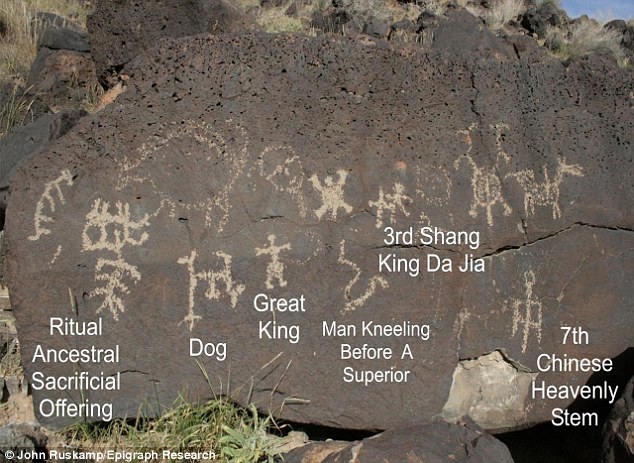 3rd Shang
King Da Jia
Great
King
Ritual
Ancestral
Sacrificial
Offering
Dog
Man Kneeling
Before A
Superior
7th
Chinese
Heavenly
Stem
© John Ruskamp/Epigraph Research